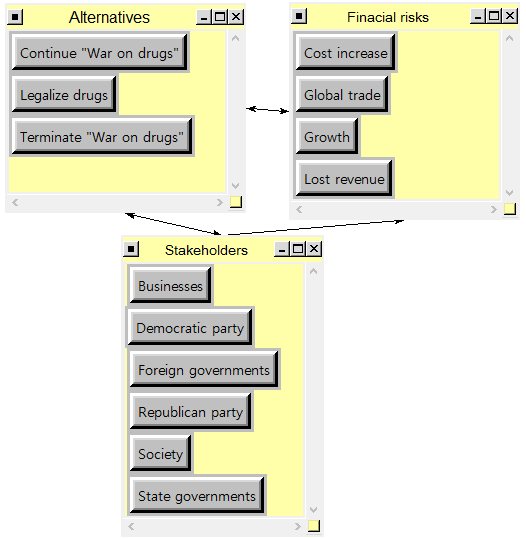 Alternatives
Continue "War on drugs"
Legalize drugs
Terminate "War on drugs"
Finacial risks
Cost increase
Global trade
Growth
Lost revenue
Stakeholders
Businesses
Democratic party
Foreign governments
Republican party
Society
State governments